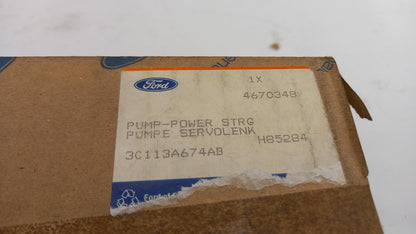 Ford
1X
4670348
PUMP-POWER STRG
PUMPE SERVOLENK
H85284
3C113A674AB